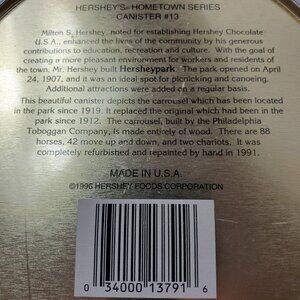 HERSHEY'S® HOMETOWN SERIES
CANISTER #13
Milton S. Hershey, noted for establishing Hershey Chocolate
U.S.A., enhanced the lives of the community by his generous
contributions to education, recreation and culture. With the goal of
creating a more pleasant environment for workers and residents
of the town, Mr. Hershey built Hersheypark. The park opened on April
24, 1907, and it was an ideal spot for picnicking and canoeing.
Additional attractions were added on a regular basis.
This beautiful canister depicts the carrousel which has been located
in the park since 1919. It replaced the original which had been in the
park since 1912. The carrousel, built by the Philadelphia
Toboggan Company, is made entirely of wood. There are 88
horses, 42 move up and down, and two chariots. It was
completely refurbished and repainted by hand in 1991.
MADE IN U.S.A.
©1996 HERSHEY FOODS CORPORATION
0 34000 13791 6